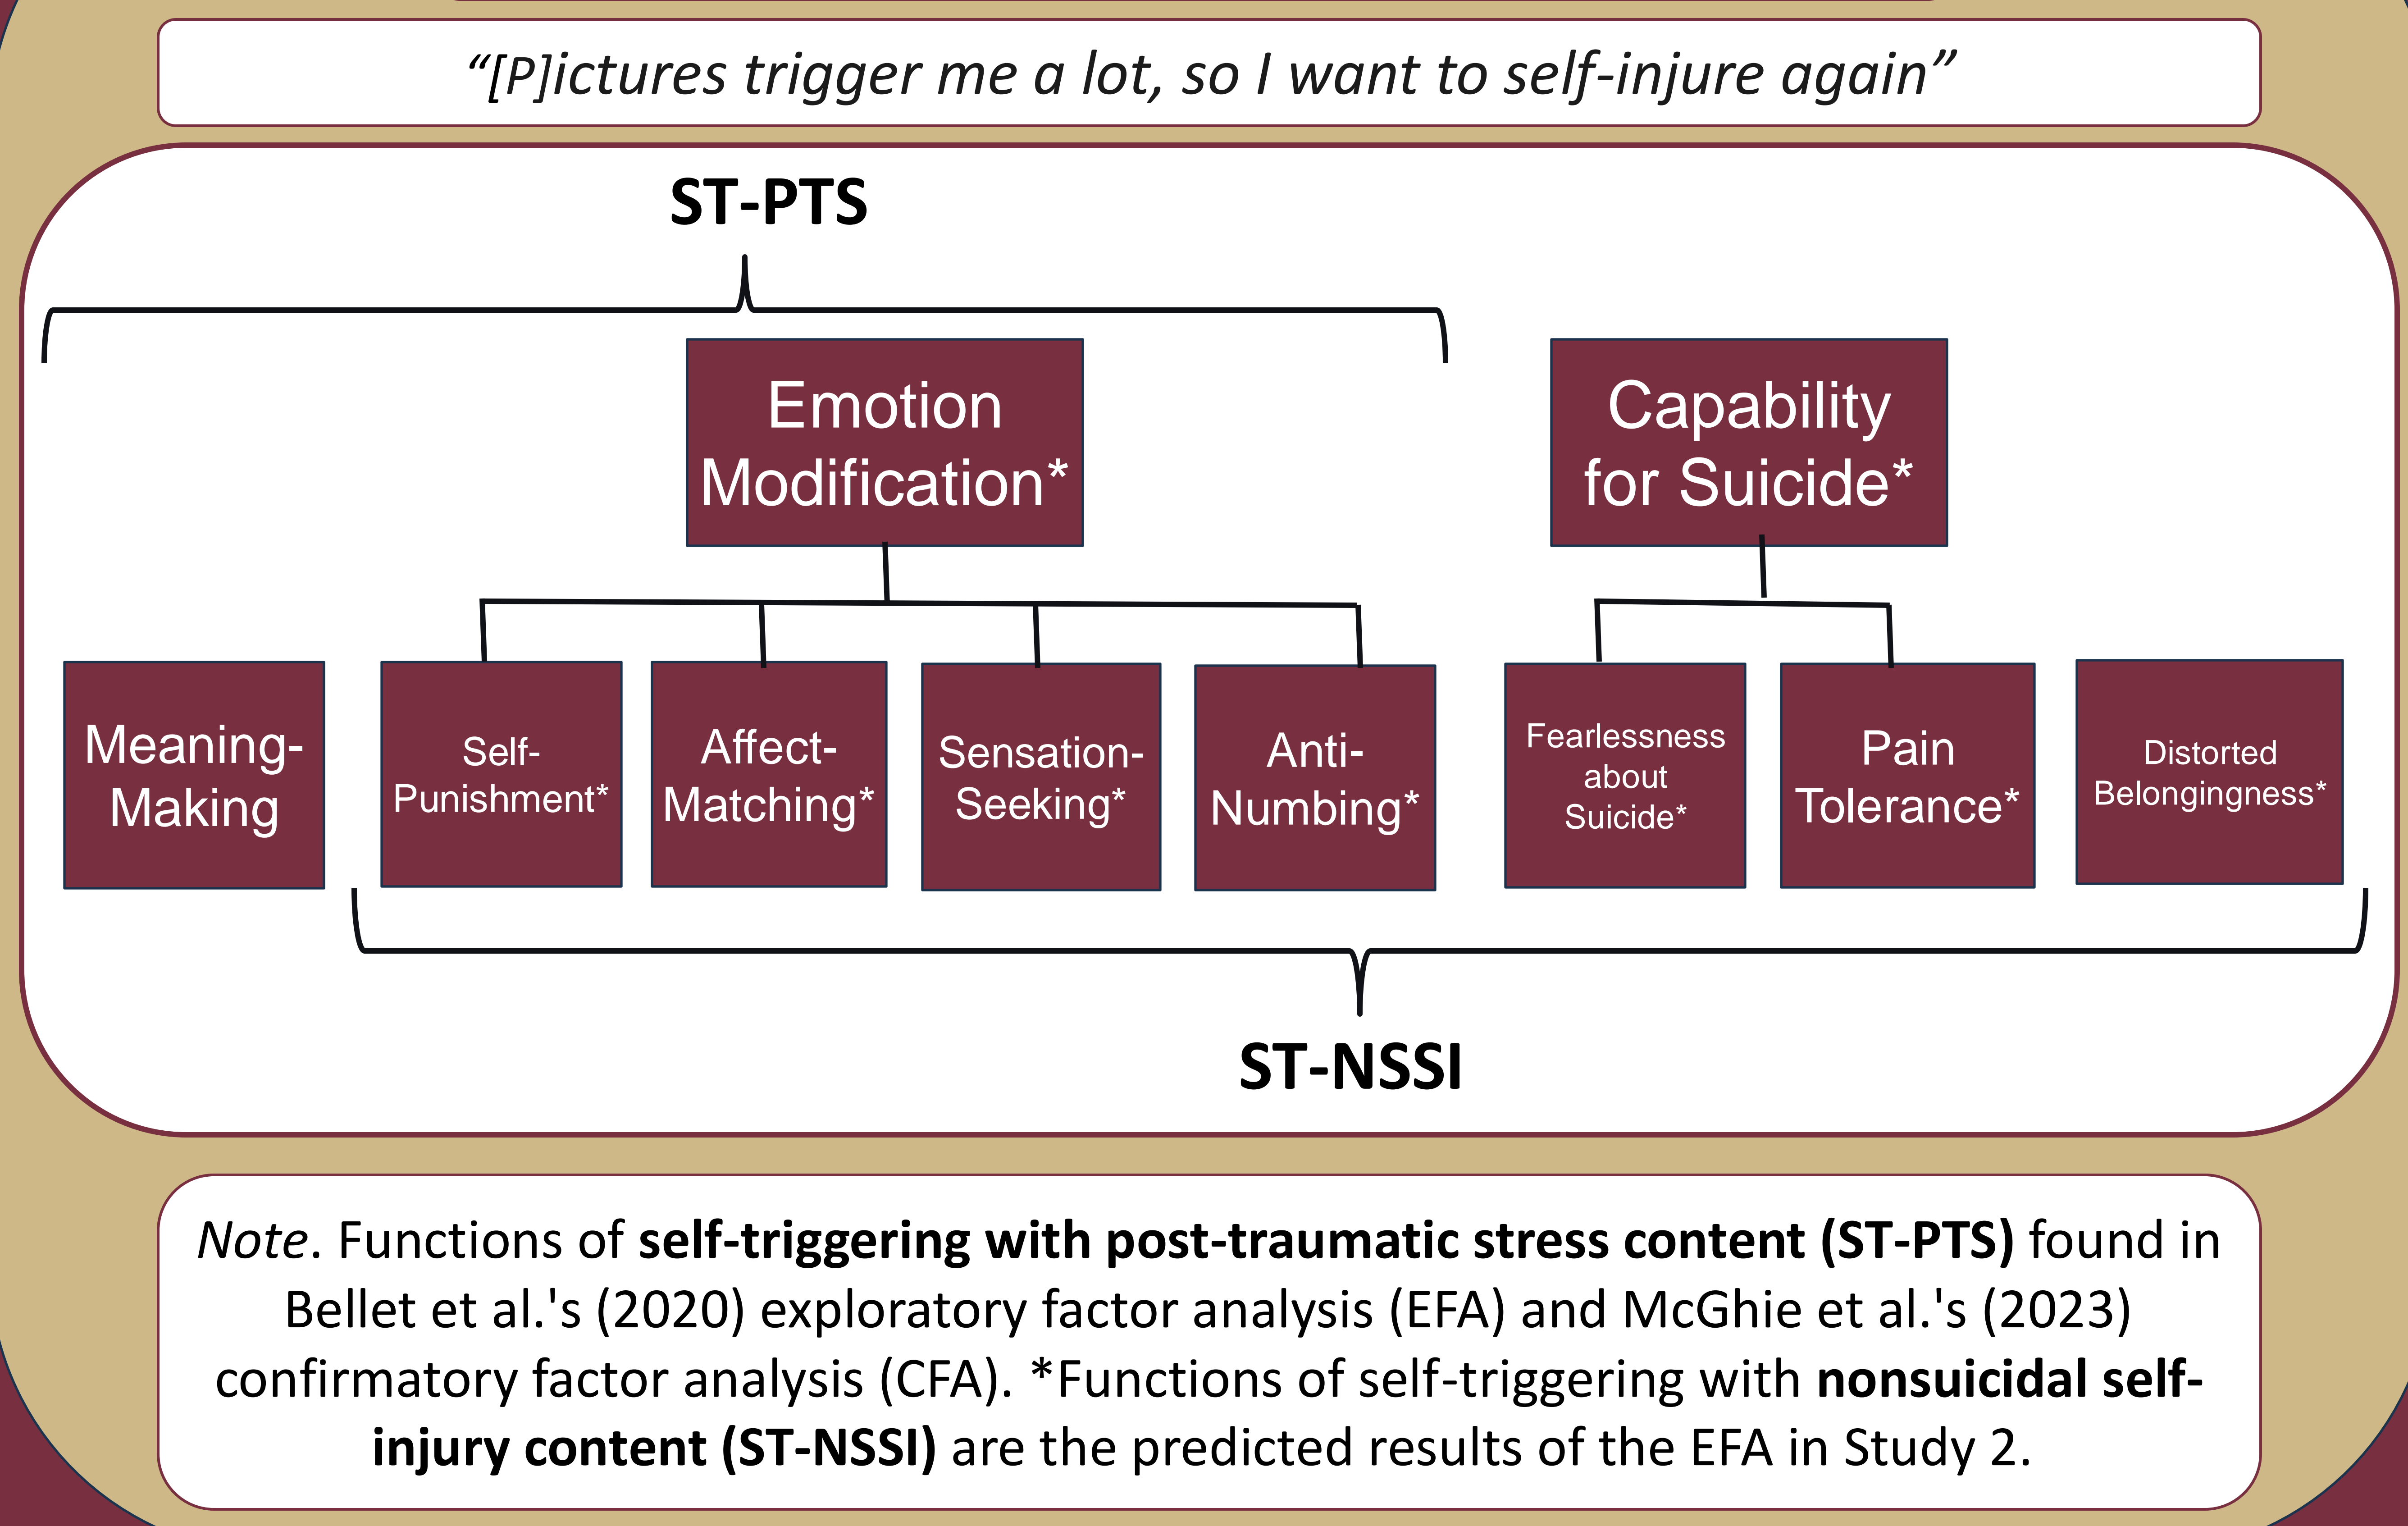 “[P]ictures trigger me a lot, so I want to self-injure again”
ST-PTS
Emotion
Modification*
Capability
for Suicide*
Meaning-
Making
Self-
Punishment*
Affect-
Matching*
Sensation-
Seeking*
Anti-
Numbing*
Fearlessness
about
Suicide*
Pain
Tolerance*
Distorted
Belongingness*
ST-NSSI
Note. Functions of self-triggering with post-traumatic stress content (ST-PTS) found in
Bellet et al.'s (2020) exploratory factor analysis (EFA) and McGhie et al.'s (2023)
confirmatory factor analysis (CFA). *Functions of self-triggering with nonsuicidal self-
injury content (ST-NSSI) are the predicted results of the EFA in Study 2.